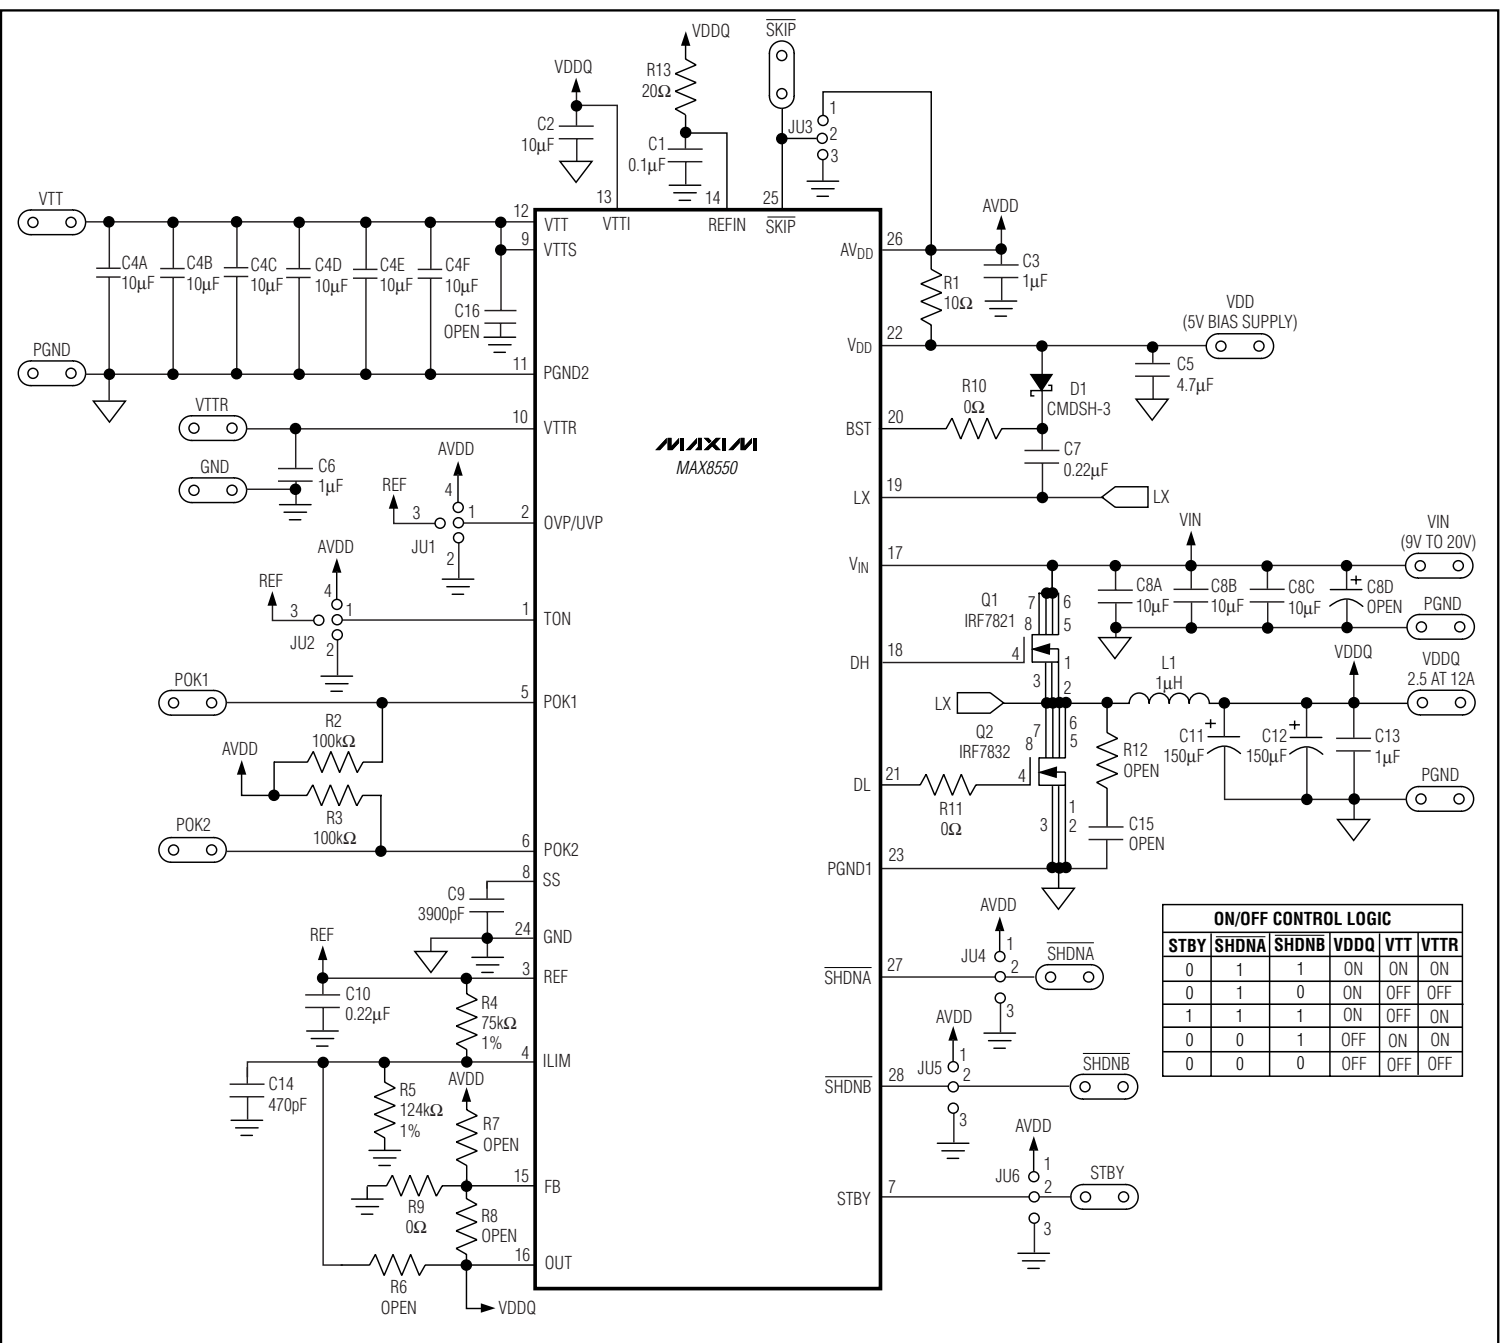 VDDQ
SKIP
VDDQ
R13
20Ω
C2
10µF
C1
0.1µF
JU3
1
2
3
13
14
25
VTTI
REFIN
SKIP
VTT
12
VTT
9
VTTS
C4A
10µF
C4B
10µF
C4C
10µF
C4D
10µF
C4E
10µF
C4F
10µF
C16
OPEN
PGND
11
PGND2
VTTR
10
VTTR
GND
C6
1µF
AVDD
REF
4
3
1
2
JU1
2
OVP/UVP
AVDD
REF
4
3
1
2
JU2
1
TON
POK1
5
POK1
R2
100kΩ
AVDD
R3
100kΩ
POK2
6
POK2
8
SS
C9
3900pF
24
GND
REF
3
REF
C10
0.22µF
R4
75kΩ
1%
4
ILIM
C14
470pF
R5
124kΩ
1%
AVDD
R7
OPEN
15
FB
R9
0Ω
R8
OPEN
16
OUT
R6
OPEN
VDDQ
MAXIM
MAX8550
AVDD
AVDD
26
C3
1µF
R1
10Ω
VDD
(5V BIAS SUPPLY)
VDD
22
C5
4.7µF
R10
0Ω
D1
CMDSH-3
BST
20
C7
0.22µF
LX
19
LX
VIN
VIN
(9V TO 20V)
VIN
17
C8A
10µF
C8B
10µF
C8C
10µF
+
C8D
OPEN
PGND
Q1
IRF7821
7
6
8
5
4
1
3
2
DH
18
LX
L1
1µH
VDDQ
VDDQ
2.5 AT 12A
Q2
IRF7832
7
6
8
5
4
1
3
2
R12
OPEN
+
C11
150µF
+
C12
150µF
C13
1µF
PGND
DL
21
R11
0Ω
C15
OPEN
PGND1
23
AVDD
JU4
1
2
3
SHDNA
SHDNA
27
AVDD
JU5
1
2
3
SHDNB
SHDNB
28
AVDD
JU6
1
2
3
STBY
STBY
7
ON/OFF CONTROL LOGIC
STBY SHDNA SHDNB VDDQ VTT VTTR
0 1 1 ON ON ON
0 1 0 ON OFF OFF
1 1 1 ON OFF ON
0 0 1 OFF ON ON
0 0 0 OFF OFF OFF